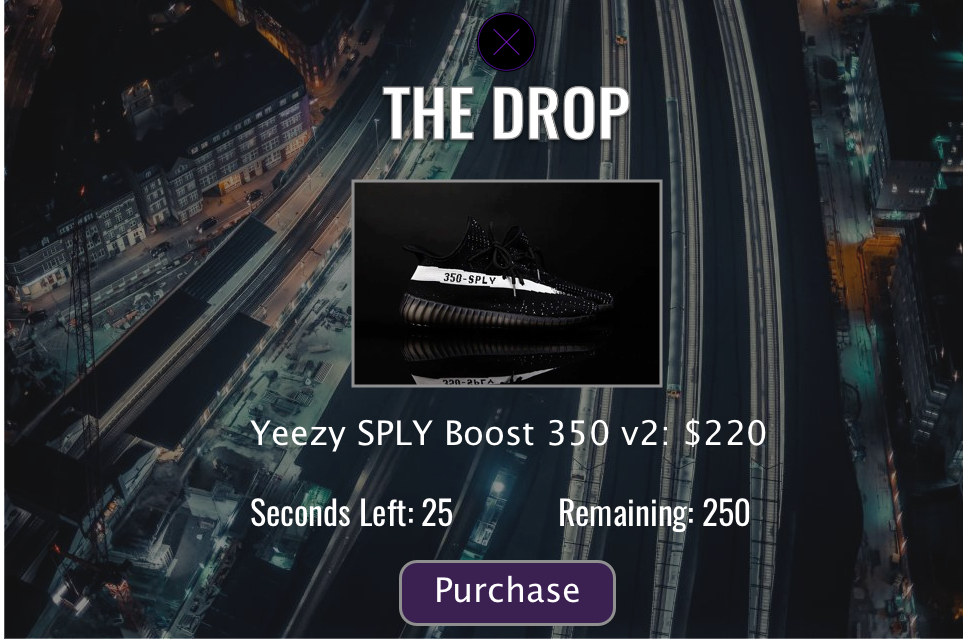 THE DROP
350-SPLY
Yeezy SPLY Boost 350 v2: $220
Seconds Left: 25 Remaining: 250
Purchase